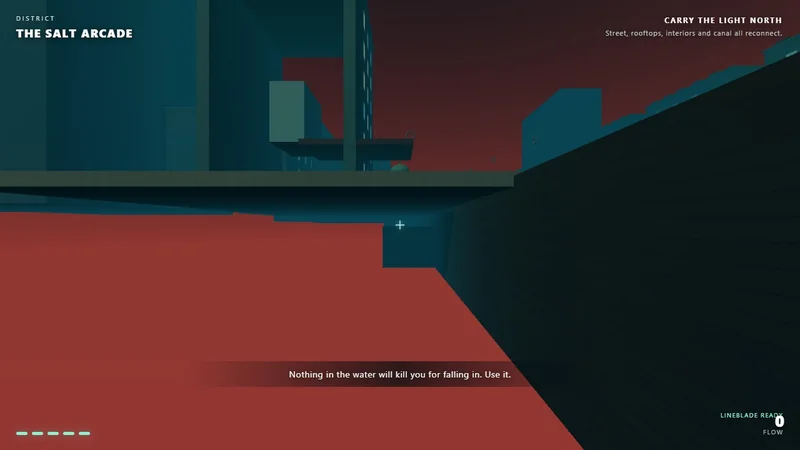 DISTRICT
THE SALT ARCADE
CARRY THE LIGHT NORTH
Street, rooftops, interiors and canal all reconnect.
Nothing in the water will kill you for falling in. Use it.
LINEBLADE READY
0
FLOW